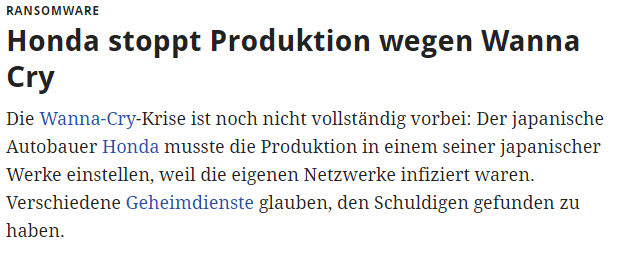 RANSOMWARE
Honda stoppt Produktion wegen Wanna
Cry
Die Wanna-Cry-Krise ist noch nicht vollständig vorbei: Der japanische
Autobauer Honda musste die Produktion in einem seiner japanischer
Werke einstellen, weil die eigenen Netzwerke infiziert waren.
Verschiedene Geheimdienste glauben, den Schuldigen gefunden zu
haben.